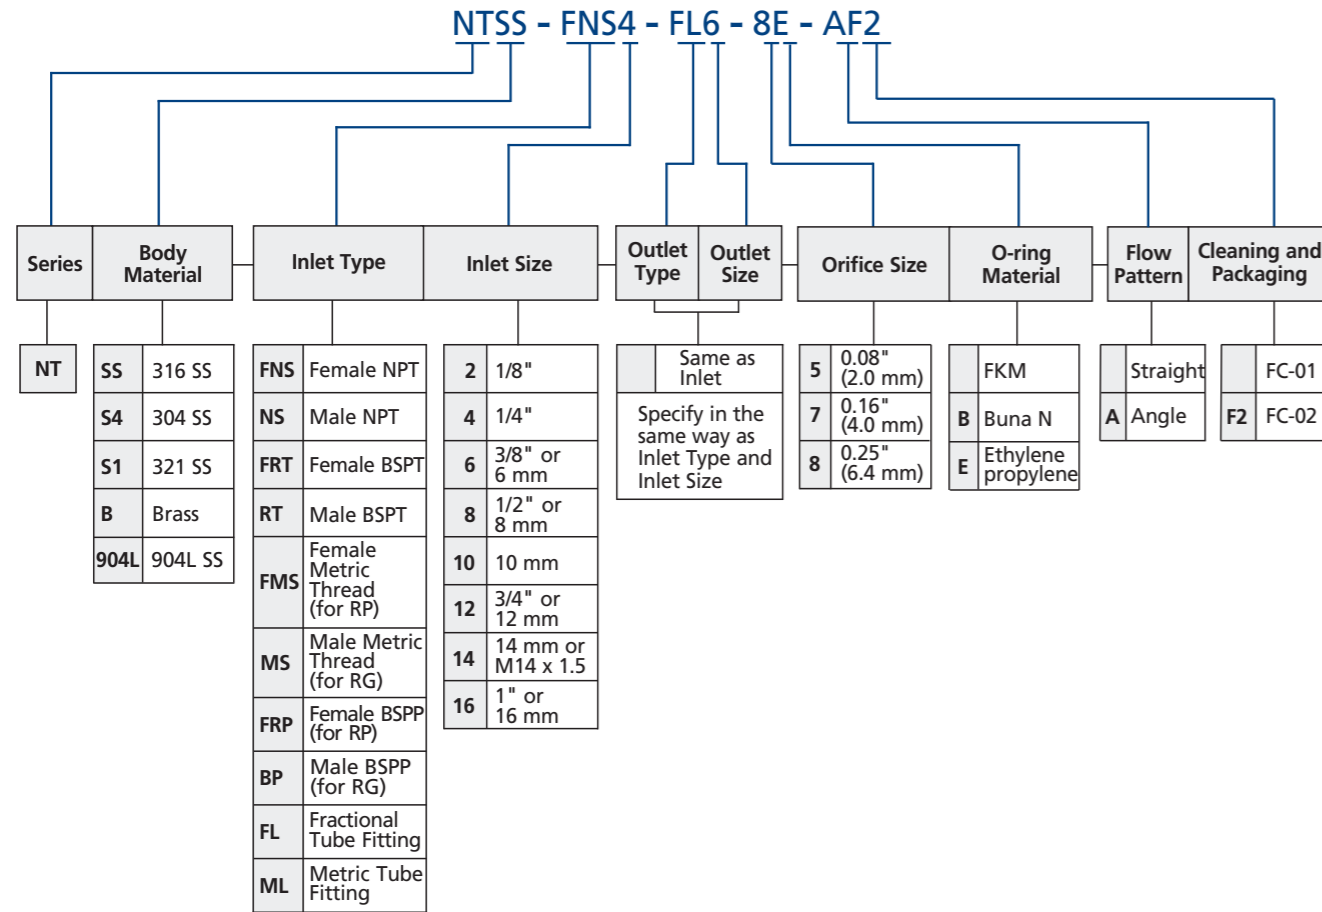 NTSS - FNS4 - FL6 - 8E - AF2
Series
Body
Material
Inlet Type
Inlet Size
Outlet
Type
Outlet
Size
Orifice Size
O-ring
Material
Flow
Pattern
Cleaning and
Packaging
NT
SS 316 SS
S4 304 SS
S1 321 SS
B Brass
904L 904L SS
FNS Female NPT
NS Male NPT
FRT Female BSPT
RT Male BSPT
FMS Female
Metric
Thread
(for RP)
MS Male Metric
Thread
(for RG)
FRP Female BSPP
(for RP)
BP Male BSPP
(for RG)
FL Fractional
Tube Fitting
ML Metric Tube
Fitting
2 1/8"
4 1/4"
6 3/8" or
6 mm
8 1/2" or
8 mm
10 10 mm
12 3/4" or
12 mm
14 14 mm or
M14 x 1.5
16 1" or
16 mm
Same as
Inlet
Specify in the
same way as
Inlet Type and
Inlet Size
5 0.08"
(2.0 mm)
7 0.16"
(4.0 mm)
8 0.25"
(6.4 mm)
FKM
B Buna N
E Ethylene
propylene
Straight
A Angle
FC-01
F2 FC-02